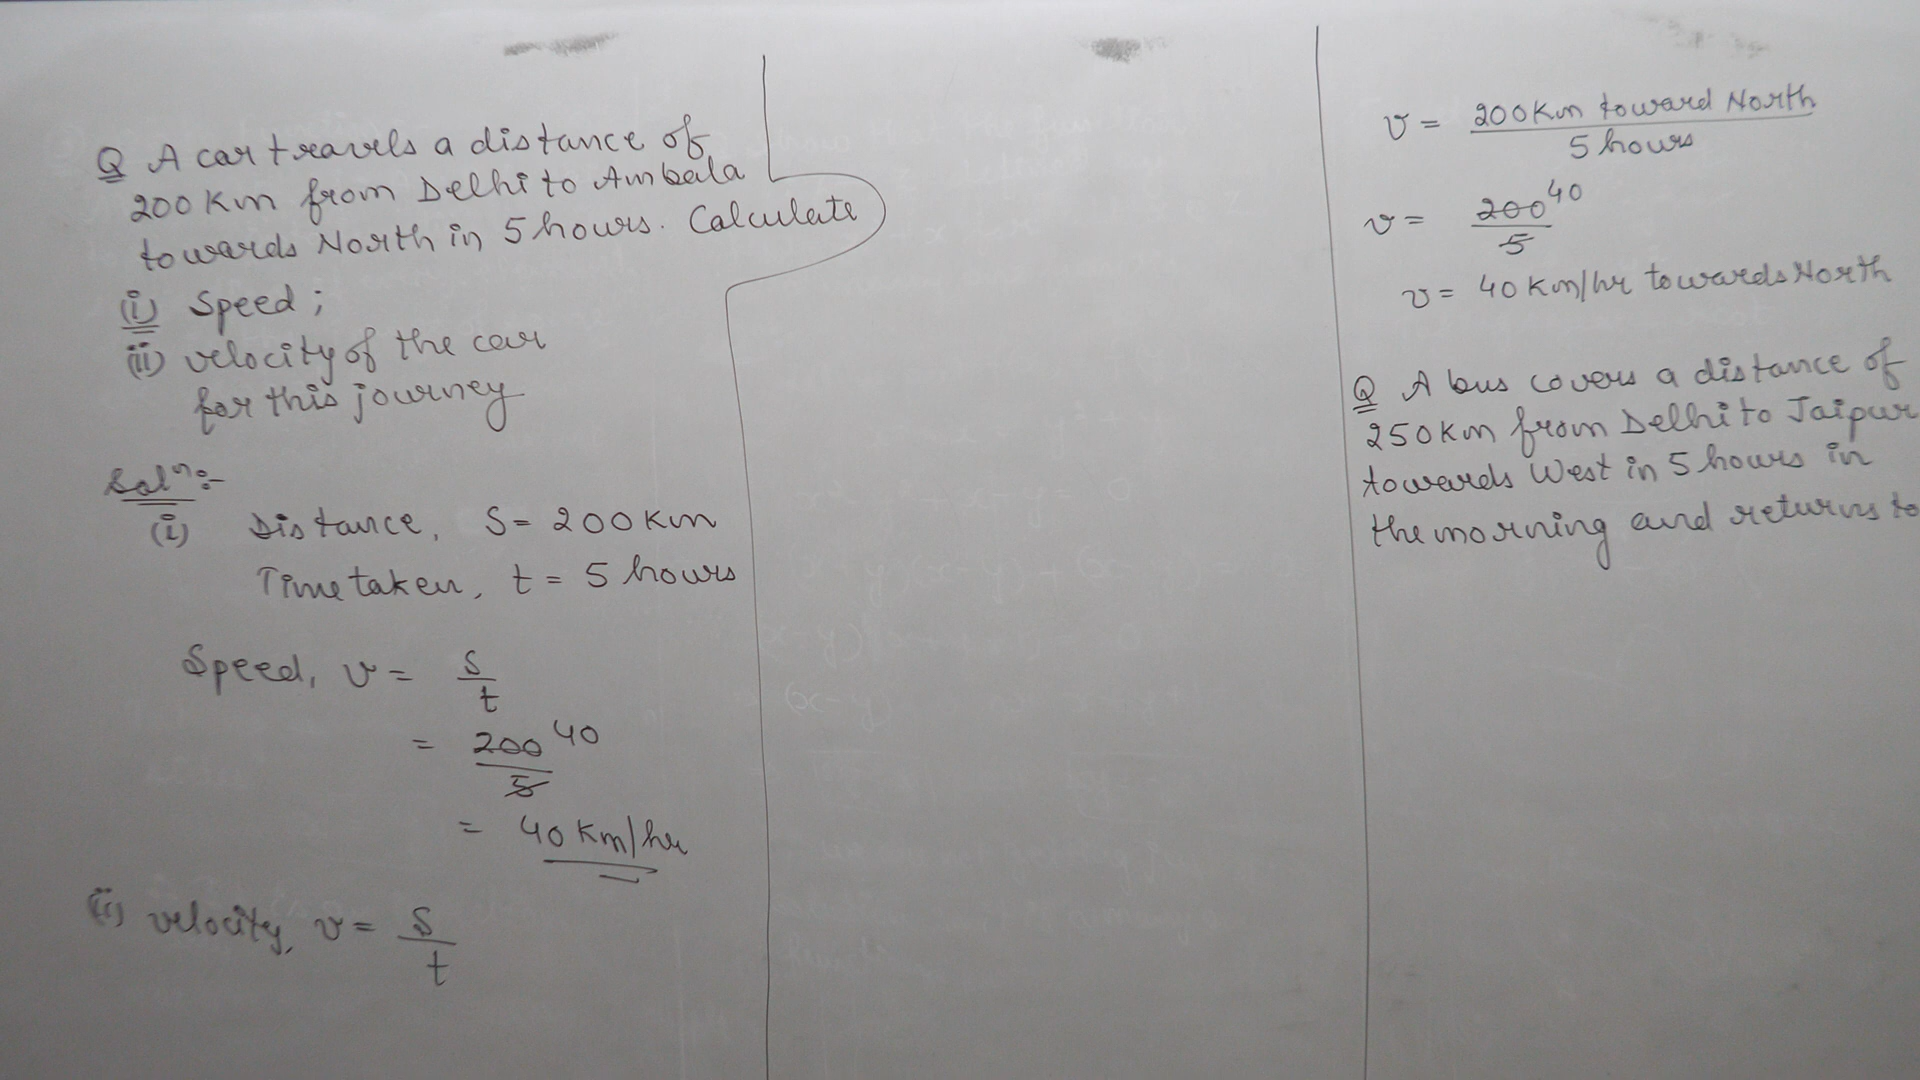 Q A car travels a distance of
200 Km from Delhi to Ambala
towards North in 5 hours. Calculate
(i) Speed;
(ii) velocity of the car
for this journey
Solⁿ:-
(i) Distance, S = 200 Km
Time taken, t = 5 hours
Speed, v = S/t
= 200/5 40
= 40 Km/hr
(ii) velocity, v = S/t
v = 200 Km toward North / 5 hours
v = 200/5 40
v = 40 Km/hr towards North
Q A bus covers a distance of
250 Km from Delhi to Jaipur
towards West in 5 hours in
the morning and returns to